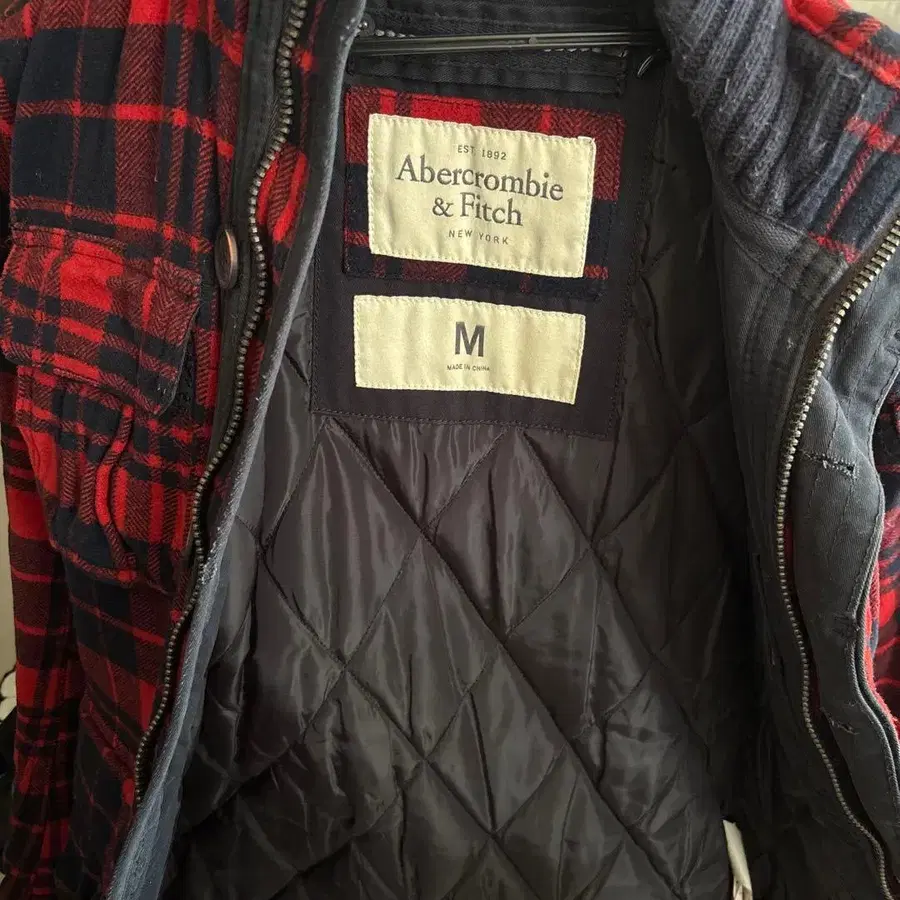 EST 1892
Abercrombie
& Fitch
NEW YORK
M
MADE IN CHINA